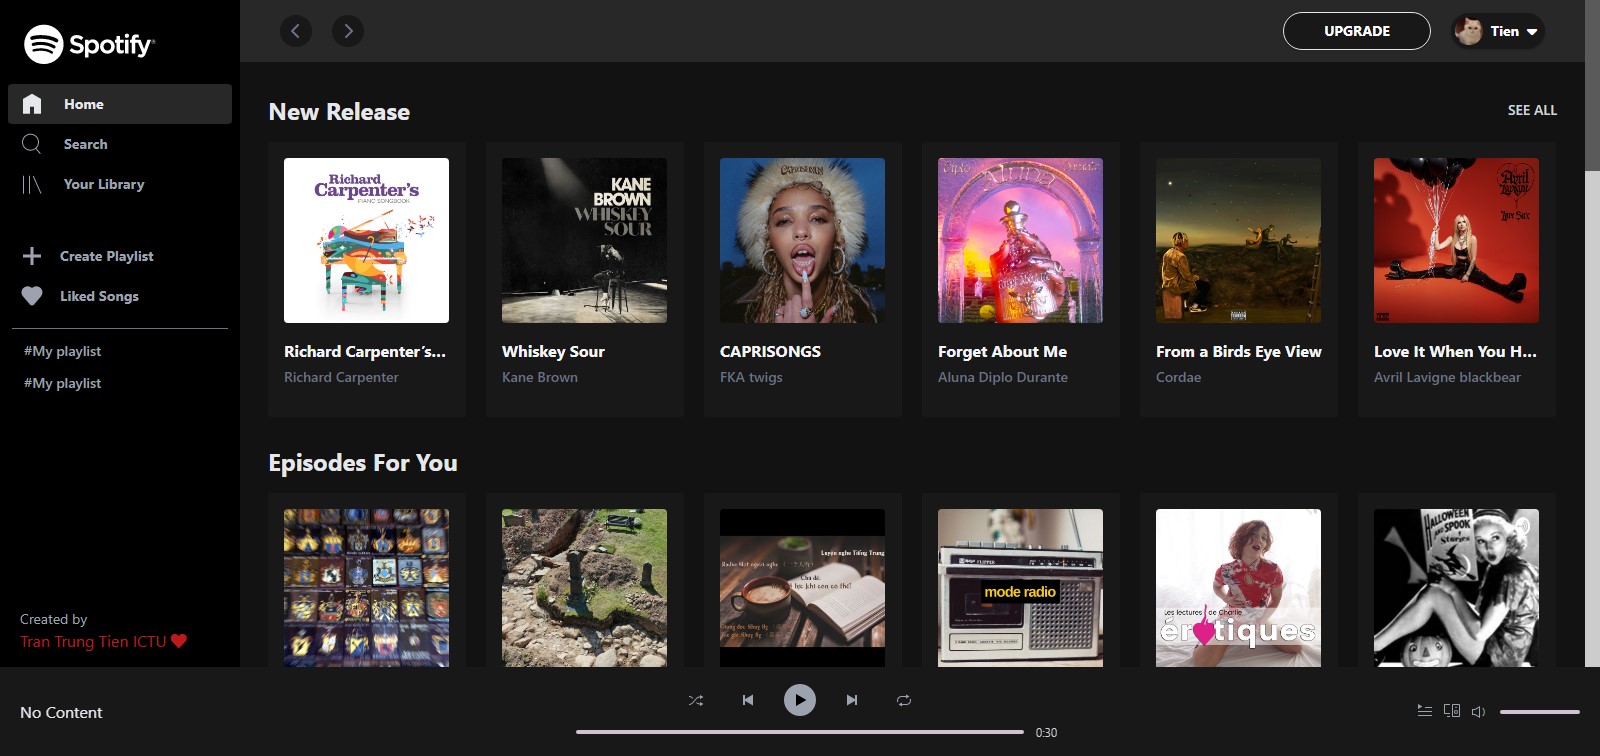 Spotify
Home
Search
Your Library
Create Playlist
Liked Songs
#My playlist
#My playlist
Created by
Tran Trung Tien ICTU
UPGRADE
Tien
New Release
SEE ALL
Richard
Carpenter's
PIANO SONGBOOK
KANE
BROWN
WHISKEY
SOUR
CAPRISONGS
Aluna
Avril
Lavigne
Love Sux
Richard Carpenter's...
Whiskey Sour
CAPRISONGS
Forget About Me
From a Birds Eye View
Love It When You H...
Richard Carpenter
Kane Brown
FKA twigs
Aluna Diplo Durante
Cordae
Avril Lavigne blackbear
Episodes For You
Luyện nghe Tiếng Trung
Chủ đề:
mode radio
Les lectures de Charlie
érotiques
HALLOWEEN
SPOOK
Stories
No Content
0:30